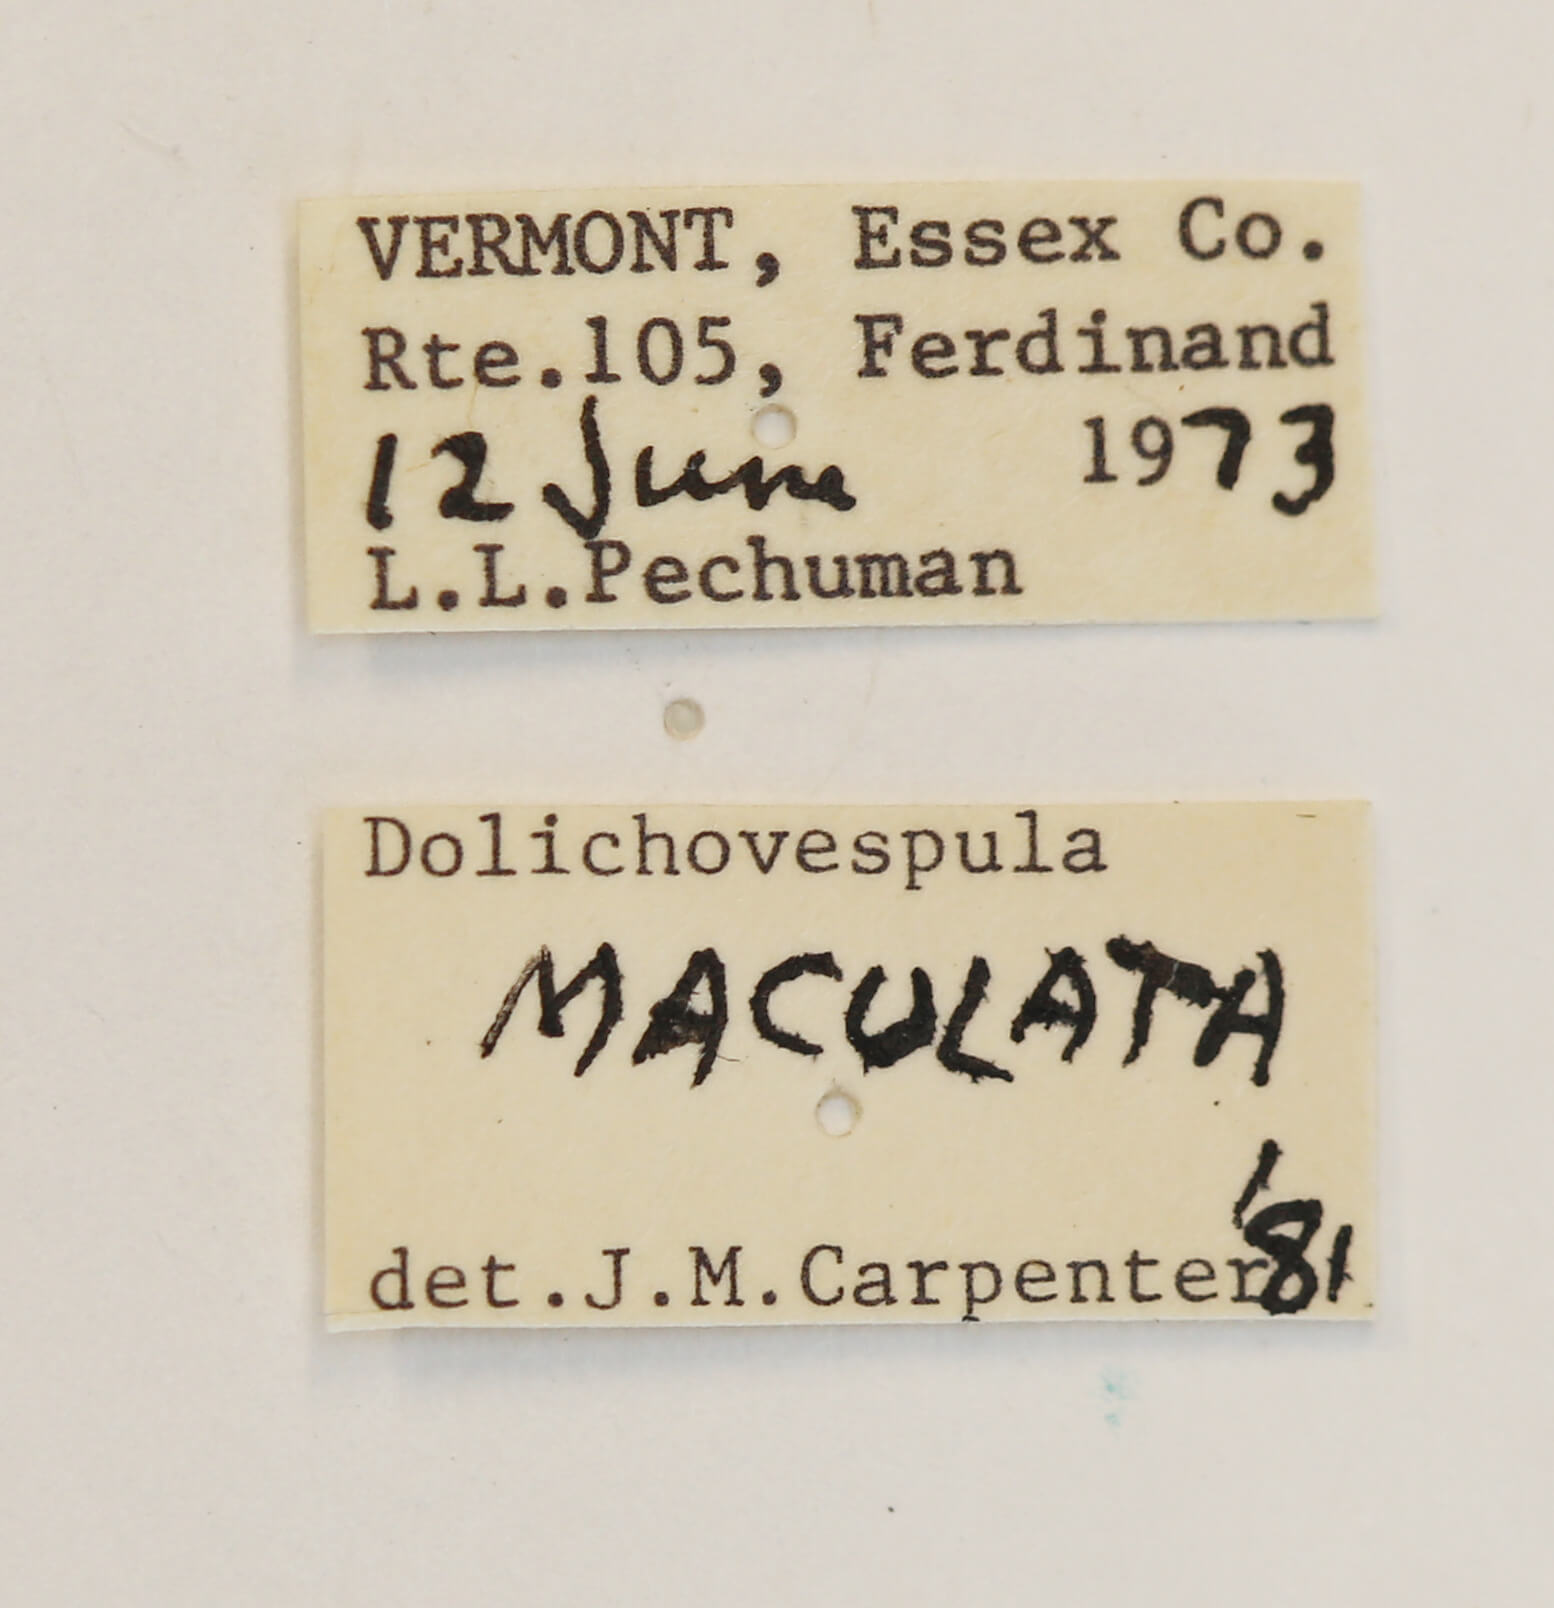 VERMONT, Essex Co.
Rte.105, Ferdinand
12 June 1973
L.L.Pechuman
Dolichovespula
MACULATA
det.J.M.Carpenter '81